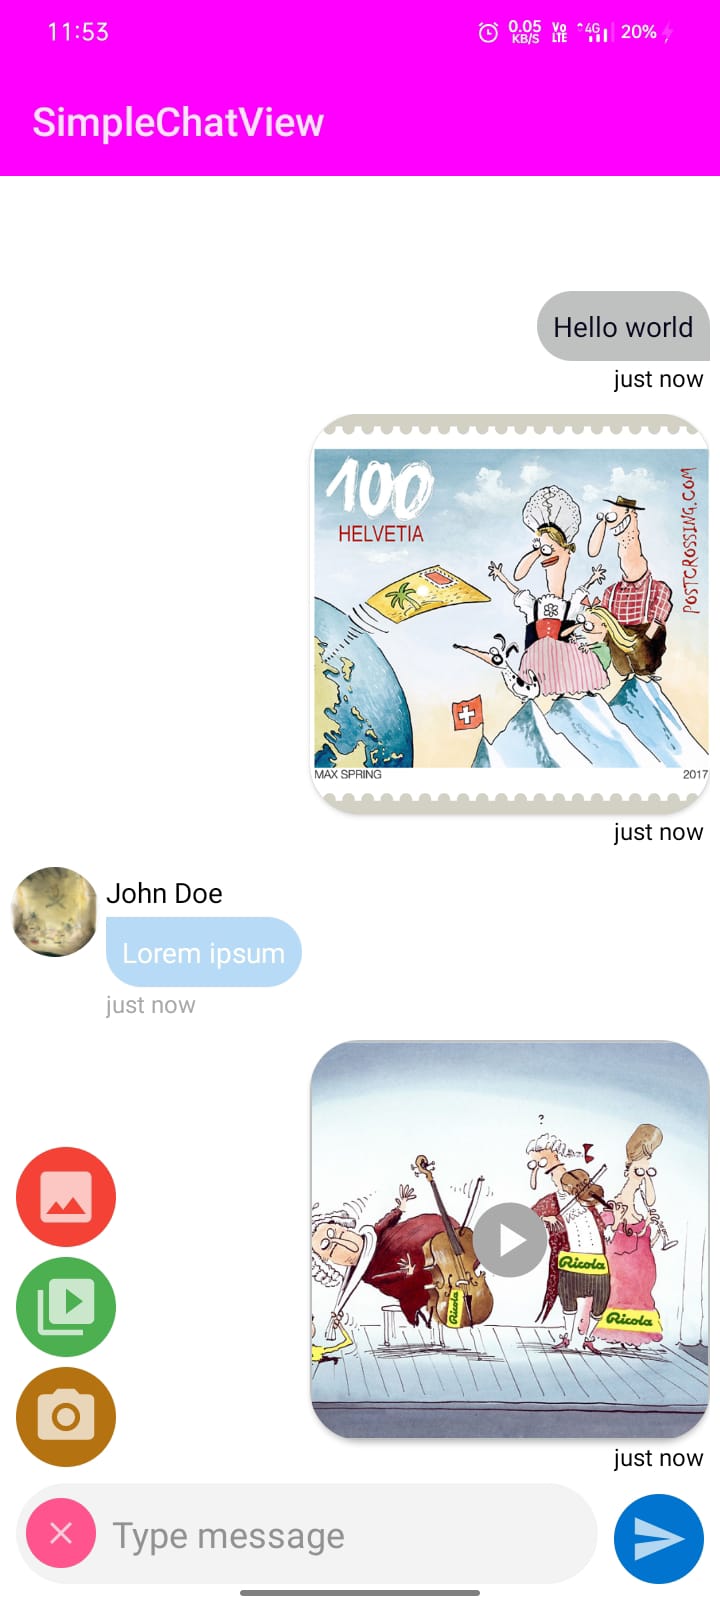 11:53
0.05
KB/S
Vo
LTE
4G
20%
SimpleChatView
Hello world
just now
100
HELVETIA
POSTCROSSING.COM
MAX SPRING
2017
just now
John Doe
Lorem ipsum
just now
?
Ricola
Ricola
Ricola
just now
Type message